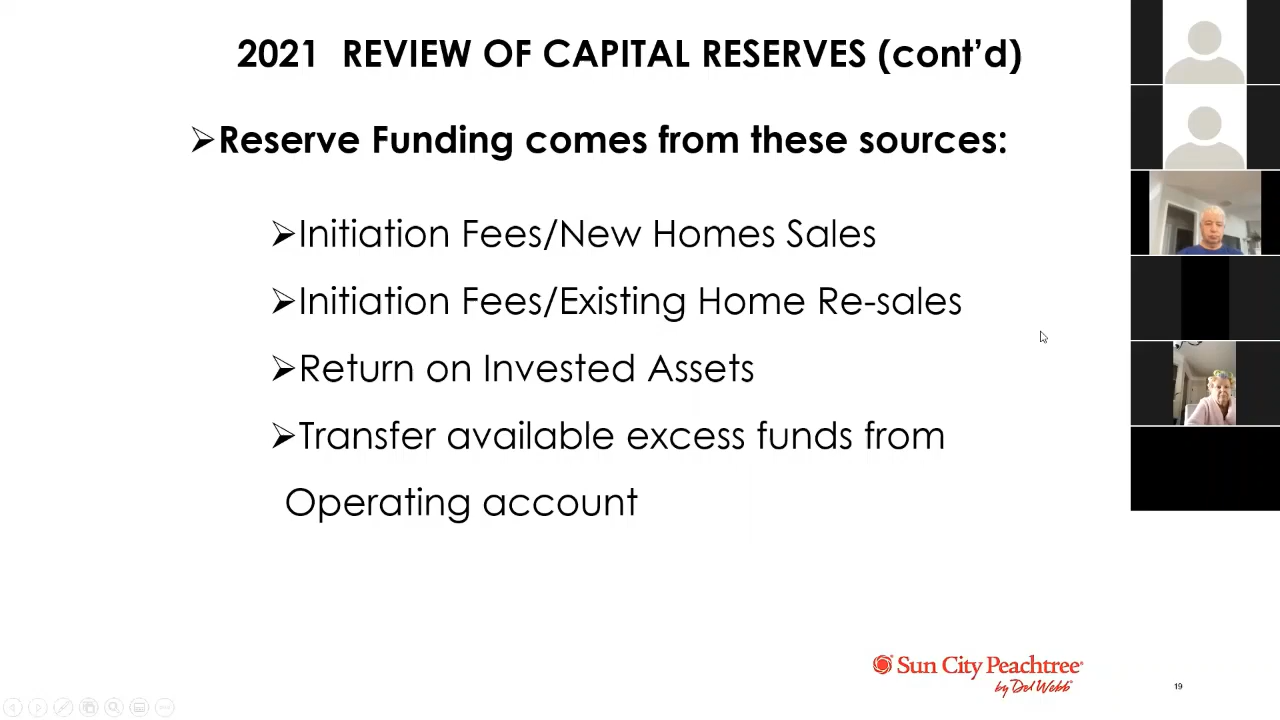 2021 REVIEW OF CAPITAL RESERVES (cont’d)
➢Reserve Funding comes from these sources:
➢Initiation Fees/New Homes Sales
➢Initiation Fees/Existing Home Re-sales
➢Return on Invested Assets
➢Transfer available excess funds from
Operating account
Sun City Peachtree®
by Del Webb®
19